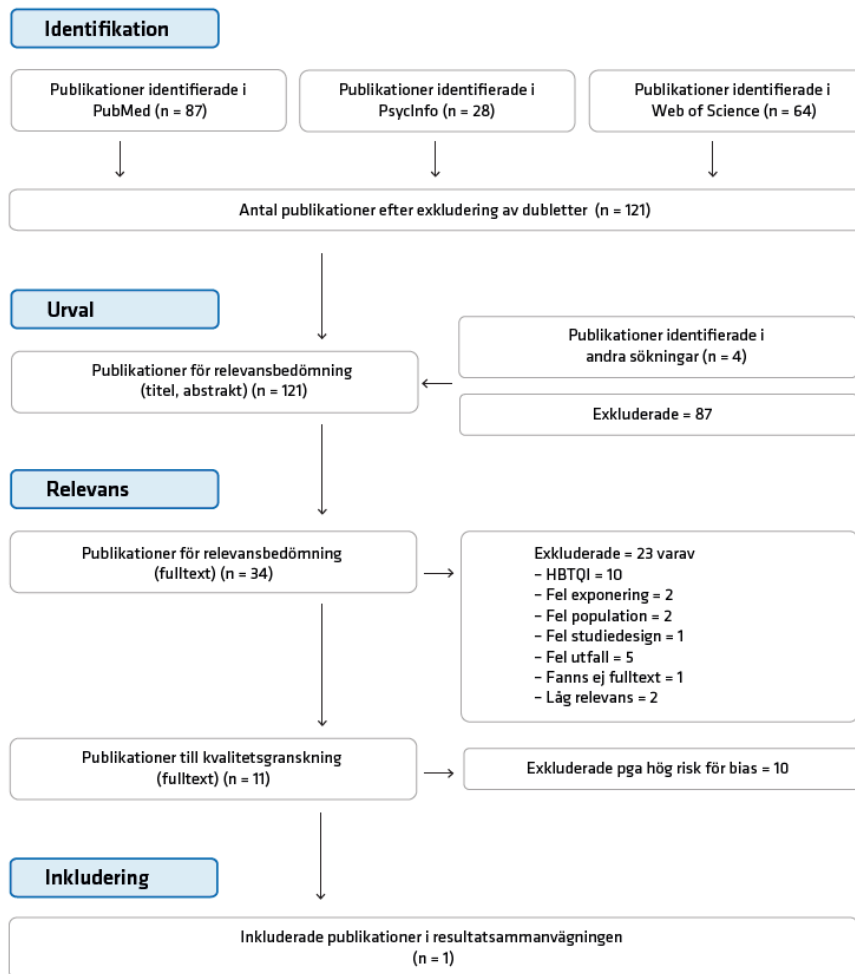 Identifikation
Publikationer identifierade i
PubMed (n = 87)
Publikationer identifierade i
PsycInfo (n = 28)
Publikationer identifierade i
Web of Science (n = 64)
Antal publikationer efter exkludering av dubletter (n = 121)
Urval
Publikationer för relevansbedömning
(titel, abstrakt) (n = 121)
Publikationer identifierade i
andra sökningar (n = 4)
Exkluderade = 87
Relevans
Publikationer för relevansbedömning
(fulltext) (n = 34)
Exkluderade = 23 varav
– HBTQI = 10
– Fel exponering = 2
– Fel population = 2
– Fel studiedesign = 1
– Fel utfall = 5
– Fanns ej fulltext = 1
– Låg relevans = 2
Publikationer till kvalitetsgranskning
(fulltext) (n = 11)
Exkluderade pga hög risk för bias = 10
Inkludering
Inkluderade publikationer i resultatsammanvägningen
(n = 1)